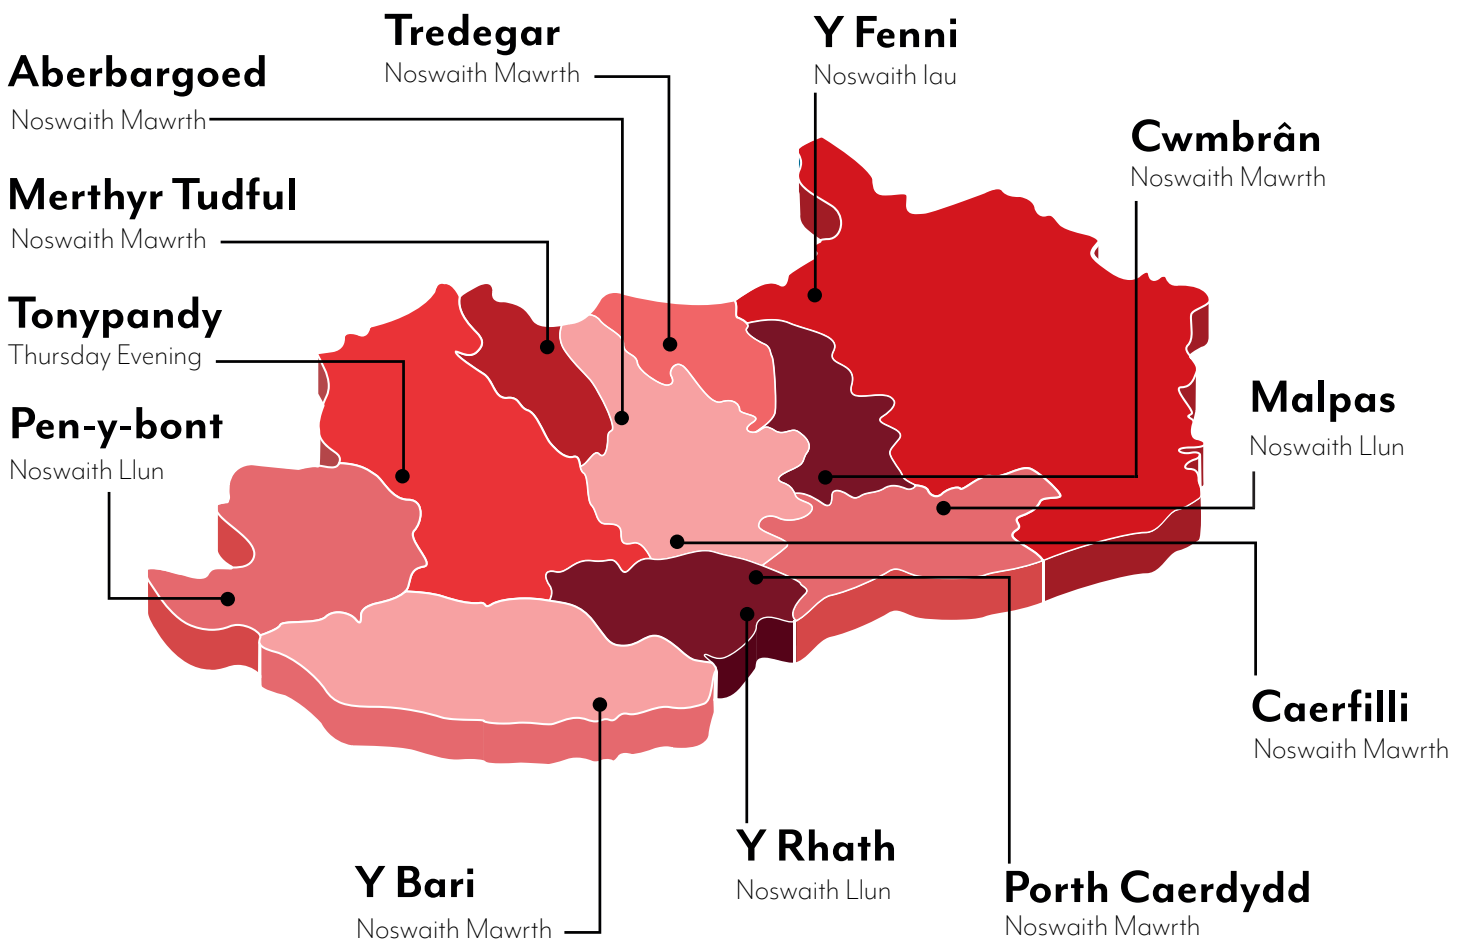 Tredegar
Noswaith Mawrth
Y Fenni
Noswaith Iau
Aberbargoed
Noswaith Mawrth
Cwmbrân
Noswaith Mawrth
Merthyr Tudful
Noswaith Mawrth
Tonypandy
Thursday Evening
Malpas
Noswaith Llun
Pen-y-bont
Noswaith Llun
Caerfilli
Noswaith Mawrth
Y Rhath
Noswaith Llun
Y Bari
Noswaith Mawrth
Porth Caerdydd
Noswaith Mawrth